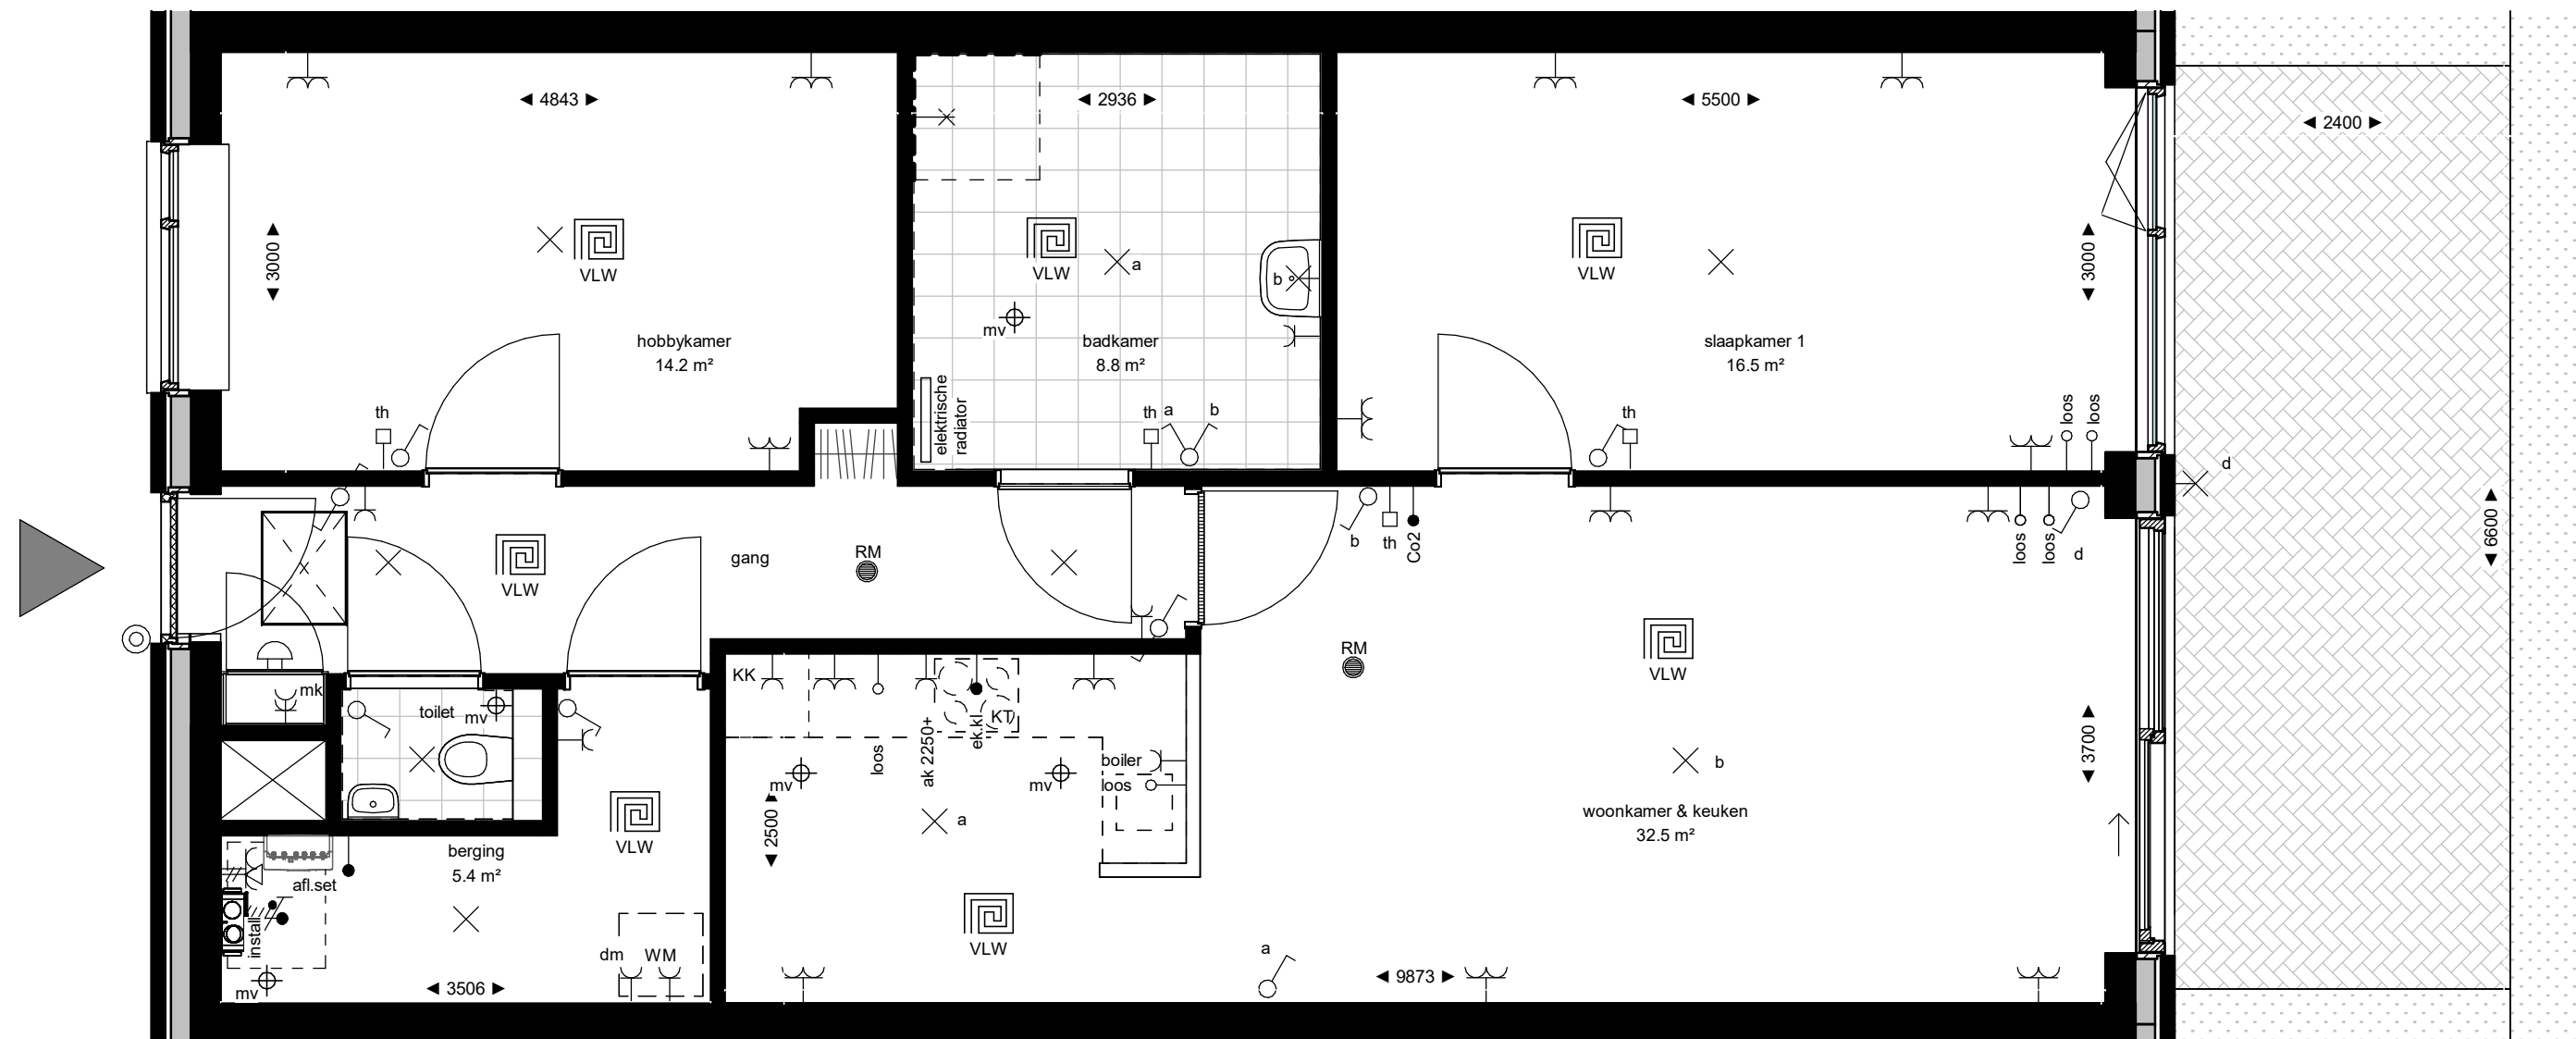 4843
2936
5500
2400
3000
VLW
VLW
a
b
VLW
3000
mv
hobbykamer
14.2 m²
badkamer
8.8 m²
slaapkamer 1
16.5 m²
elektrische
radiator
th
th
a
b
th
loos
loos
d
gang
RM
VLW
b
th
Co2
loos
loos
d
6600
RM
VLW
KK
mk
toilet
mv
KT
ek.kl
ak 2250+
loos
boiler
loos
mv
mv
2500
a
b
3700
woonkamer & keuken
32.5 m²
VLW
berging
5.4 m²
afl.set
install
mv
3506
dm
WM
VLW
a
9873